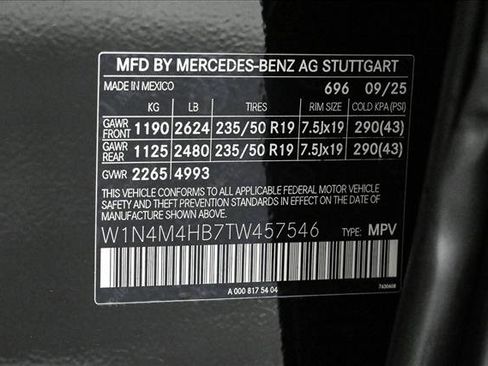 MFD BY MERCEDES-BENZ AG STUTTGART
MADE IN MEXICO 696 09/25
KG LB TIRES RIM SIZE COLD KPA(PSI)
GAWR FRONT 1190 2624 235/50 R19 7.5Jx19 290(43)
GAWR REAR 1125 2480 235/50 R19 7.5Jx19 290(43)
GVWR 2265 4993
THIS VEHICLE CONFORMS TO ALL APPLICABLE FEDERAL MOTOR VEHICLE
SAFETY AND THEFT PREVENTION STANDARDS IN EFFECT ON THE DATE
OF MANUFACTURE SHOWN ABOVE.
W1N4M4HB7TW457546 TYPE: MPV
A 000 817 54 04 7630608